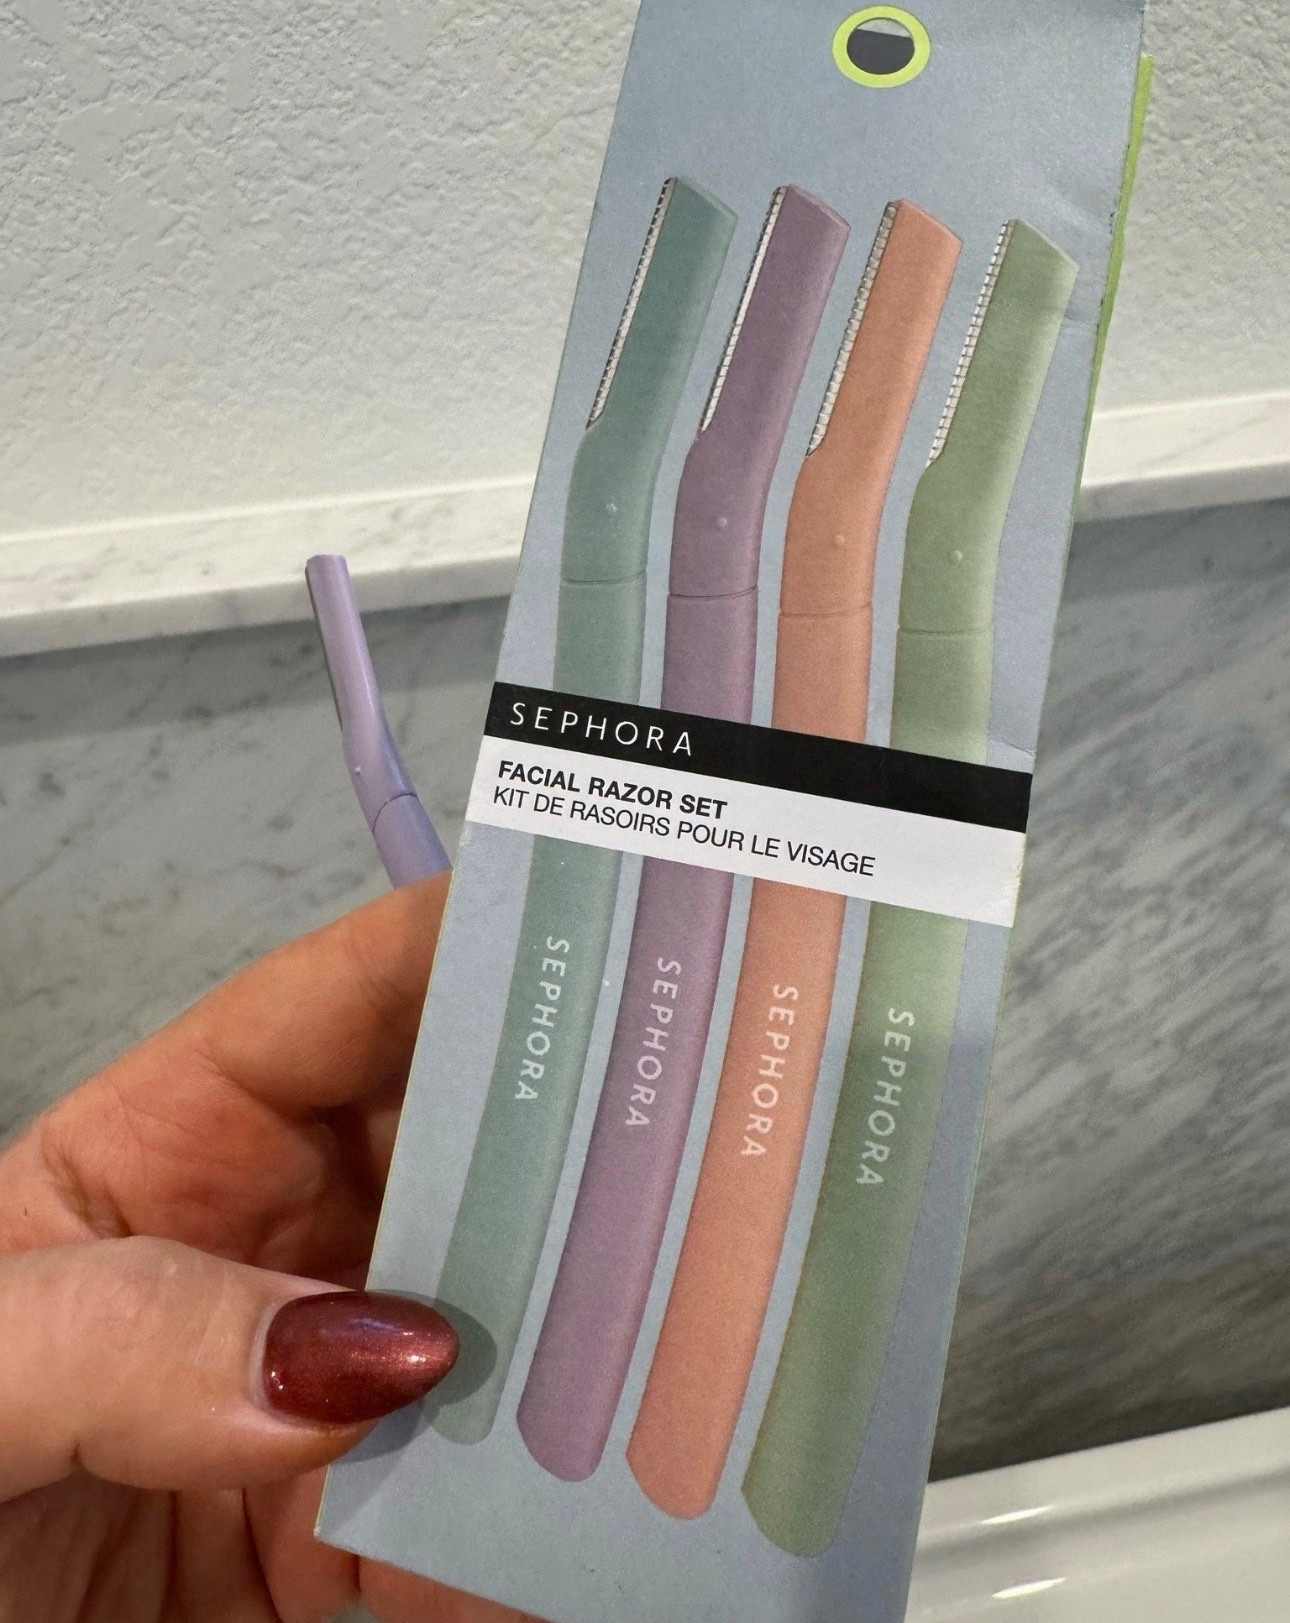 SEPHORA
FACIAL RAZOR SET
KIT DE RASOIRS POUR LE VISAGE
SEPHORA
SEPHORA
SEPHORA
SEPHORA